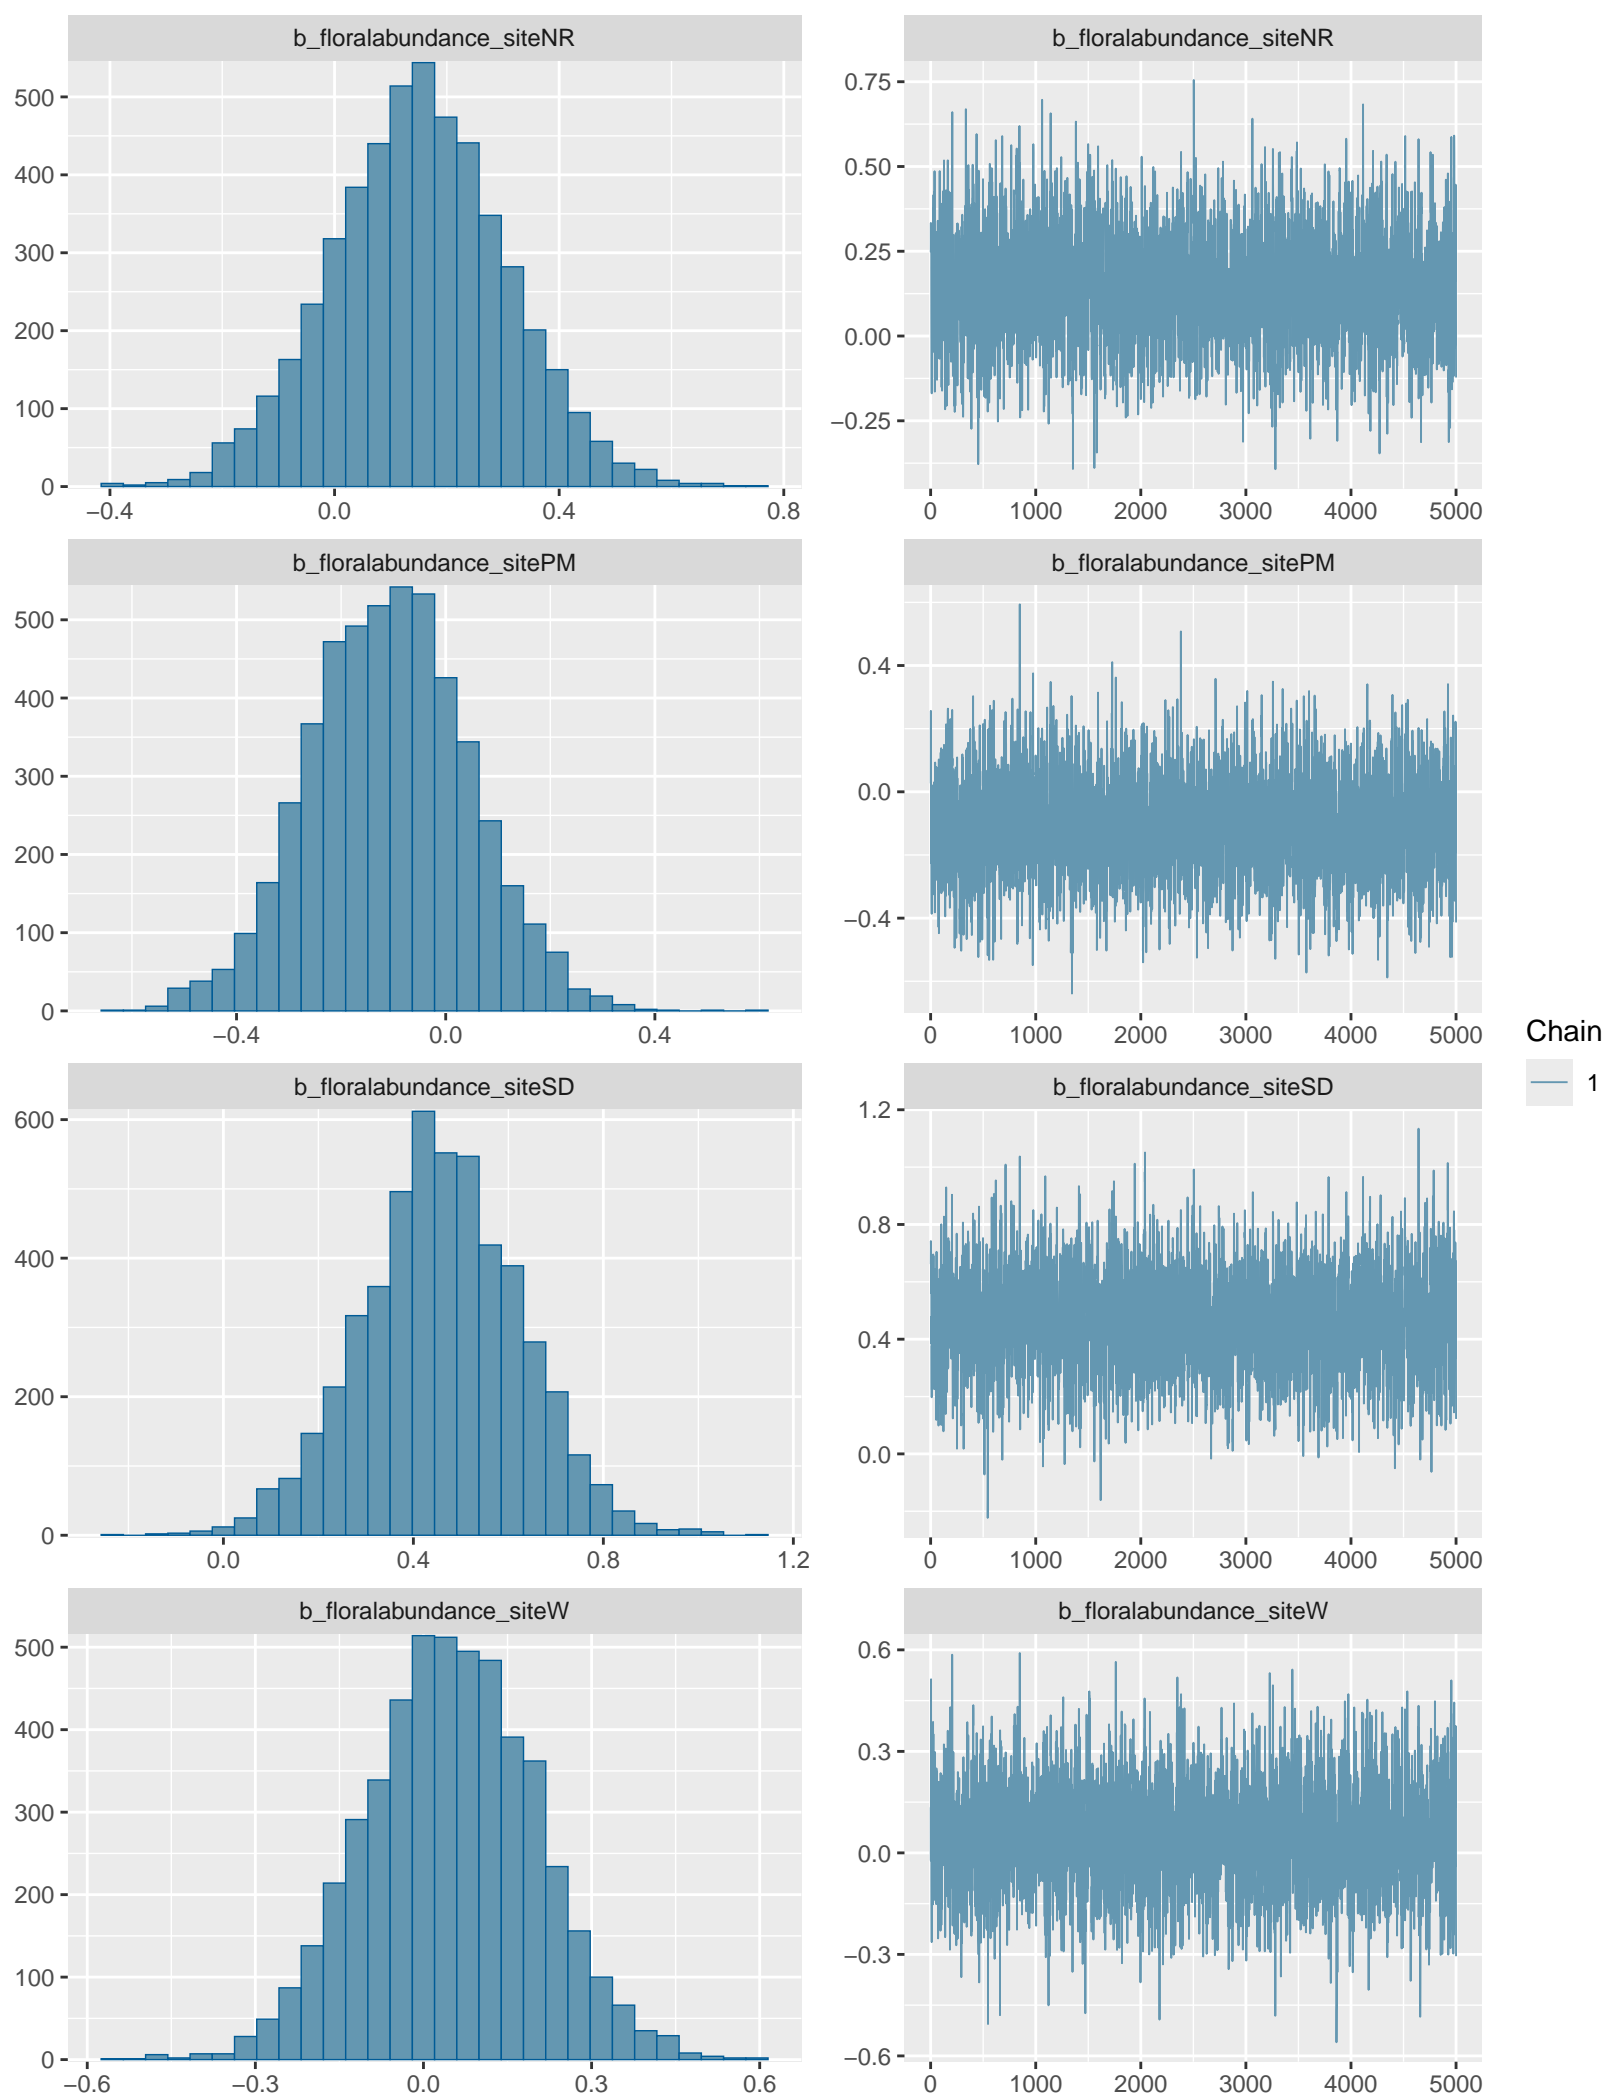 b_floralabundance_siteNR
500
400
300
200
100
0
−0.4 0.0 0.4 0.8
b_floralabundance_siteNR
0.75
0.50
0.25
0.00
−0.25
0 1000 2000 3000 4000 5000
b_floralabundance_sitePM
500
400
300
200
100
0
−0.4 0.0 0.4
b_floralabundance_sitePM
0.4
0.0
−0.4
0 1000 2000 3000 4000 5000
b_floralabundance_siteSD
600
400
200
0
0.0 0.4 0.8 1.2
b_floralabundance_siteSD
1.2
0.8
0.4
0.0
0 1000 2000 3000 4000 5000
b_floralabundance_siteW
500
400
300
200
100
0
−0.6 −0.3 0.0 0.3 0.6
b_floralabundance_siteW
0.6
0.3
0.0
−0.3
−0.6
0 1000 2000 3000 4000 5000
Chain
1